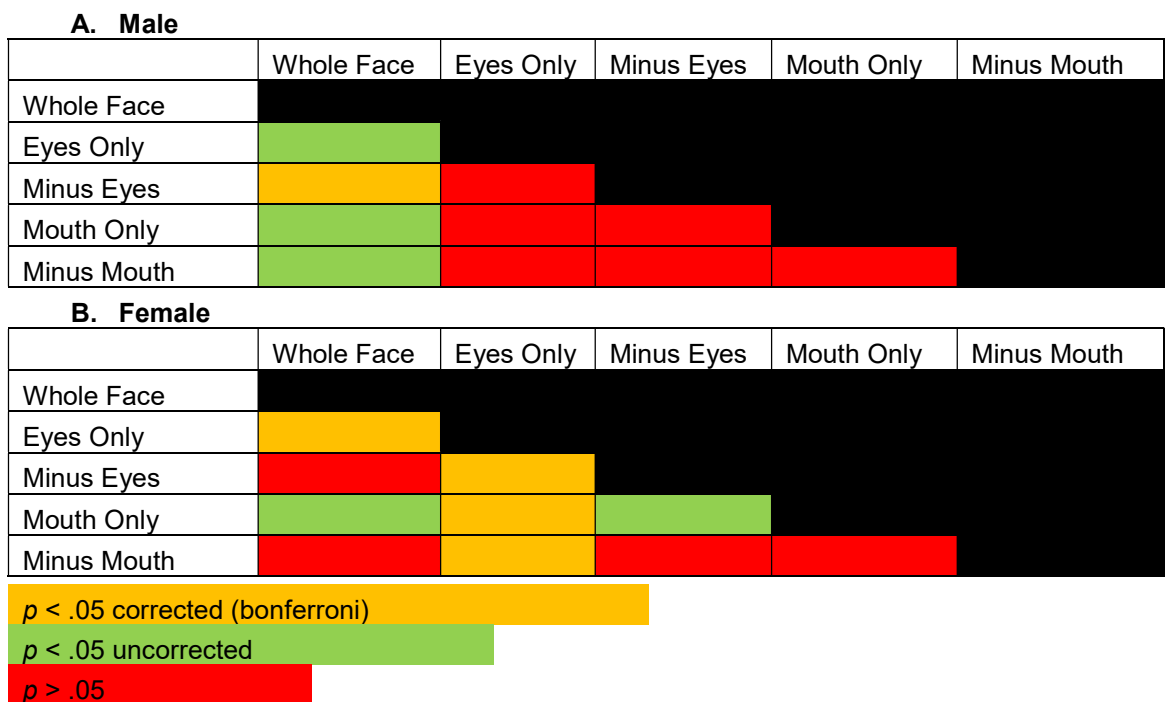 A. Male
Whole Face Eyes Only Minus Eyes Mouth Only Minus Mouth
Whole Face
Eyes Only
Minus Eyes
Mouth Only
Minus Mouth
B. Female
Whole Face Eyes Only Minus Eyes Mouth Only Minus Mouth
Whole Face
Eyes Only
Minus Eyes
Mouth Only
Minus Mouth
p < .05 corrected (bonferroni)
p < .05 uncorrected
p > .05